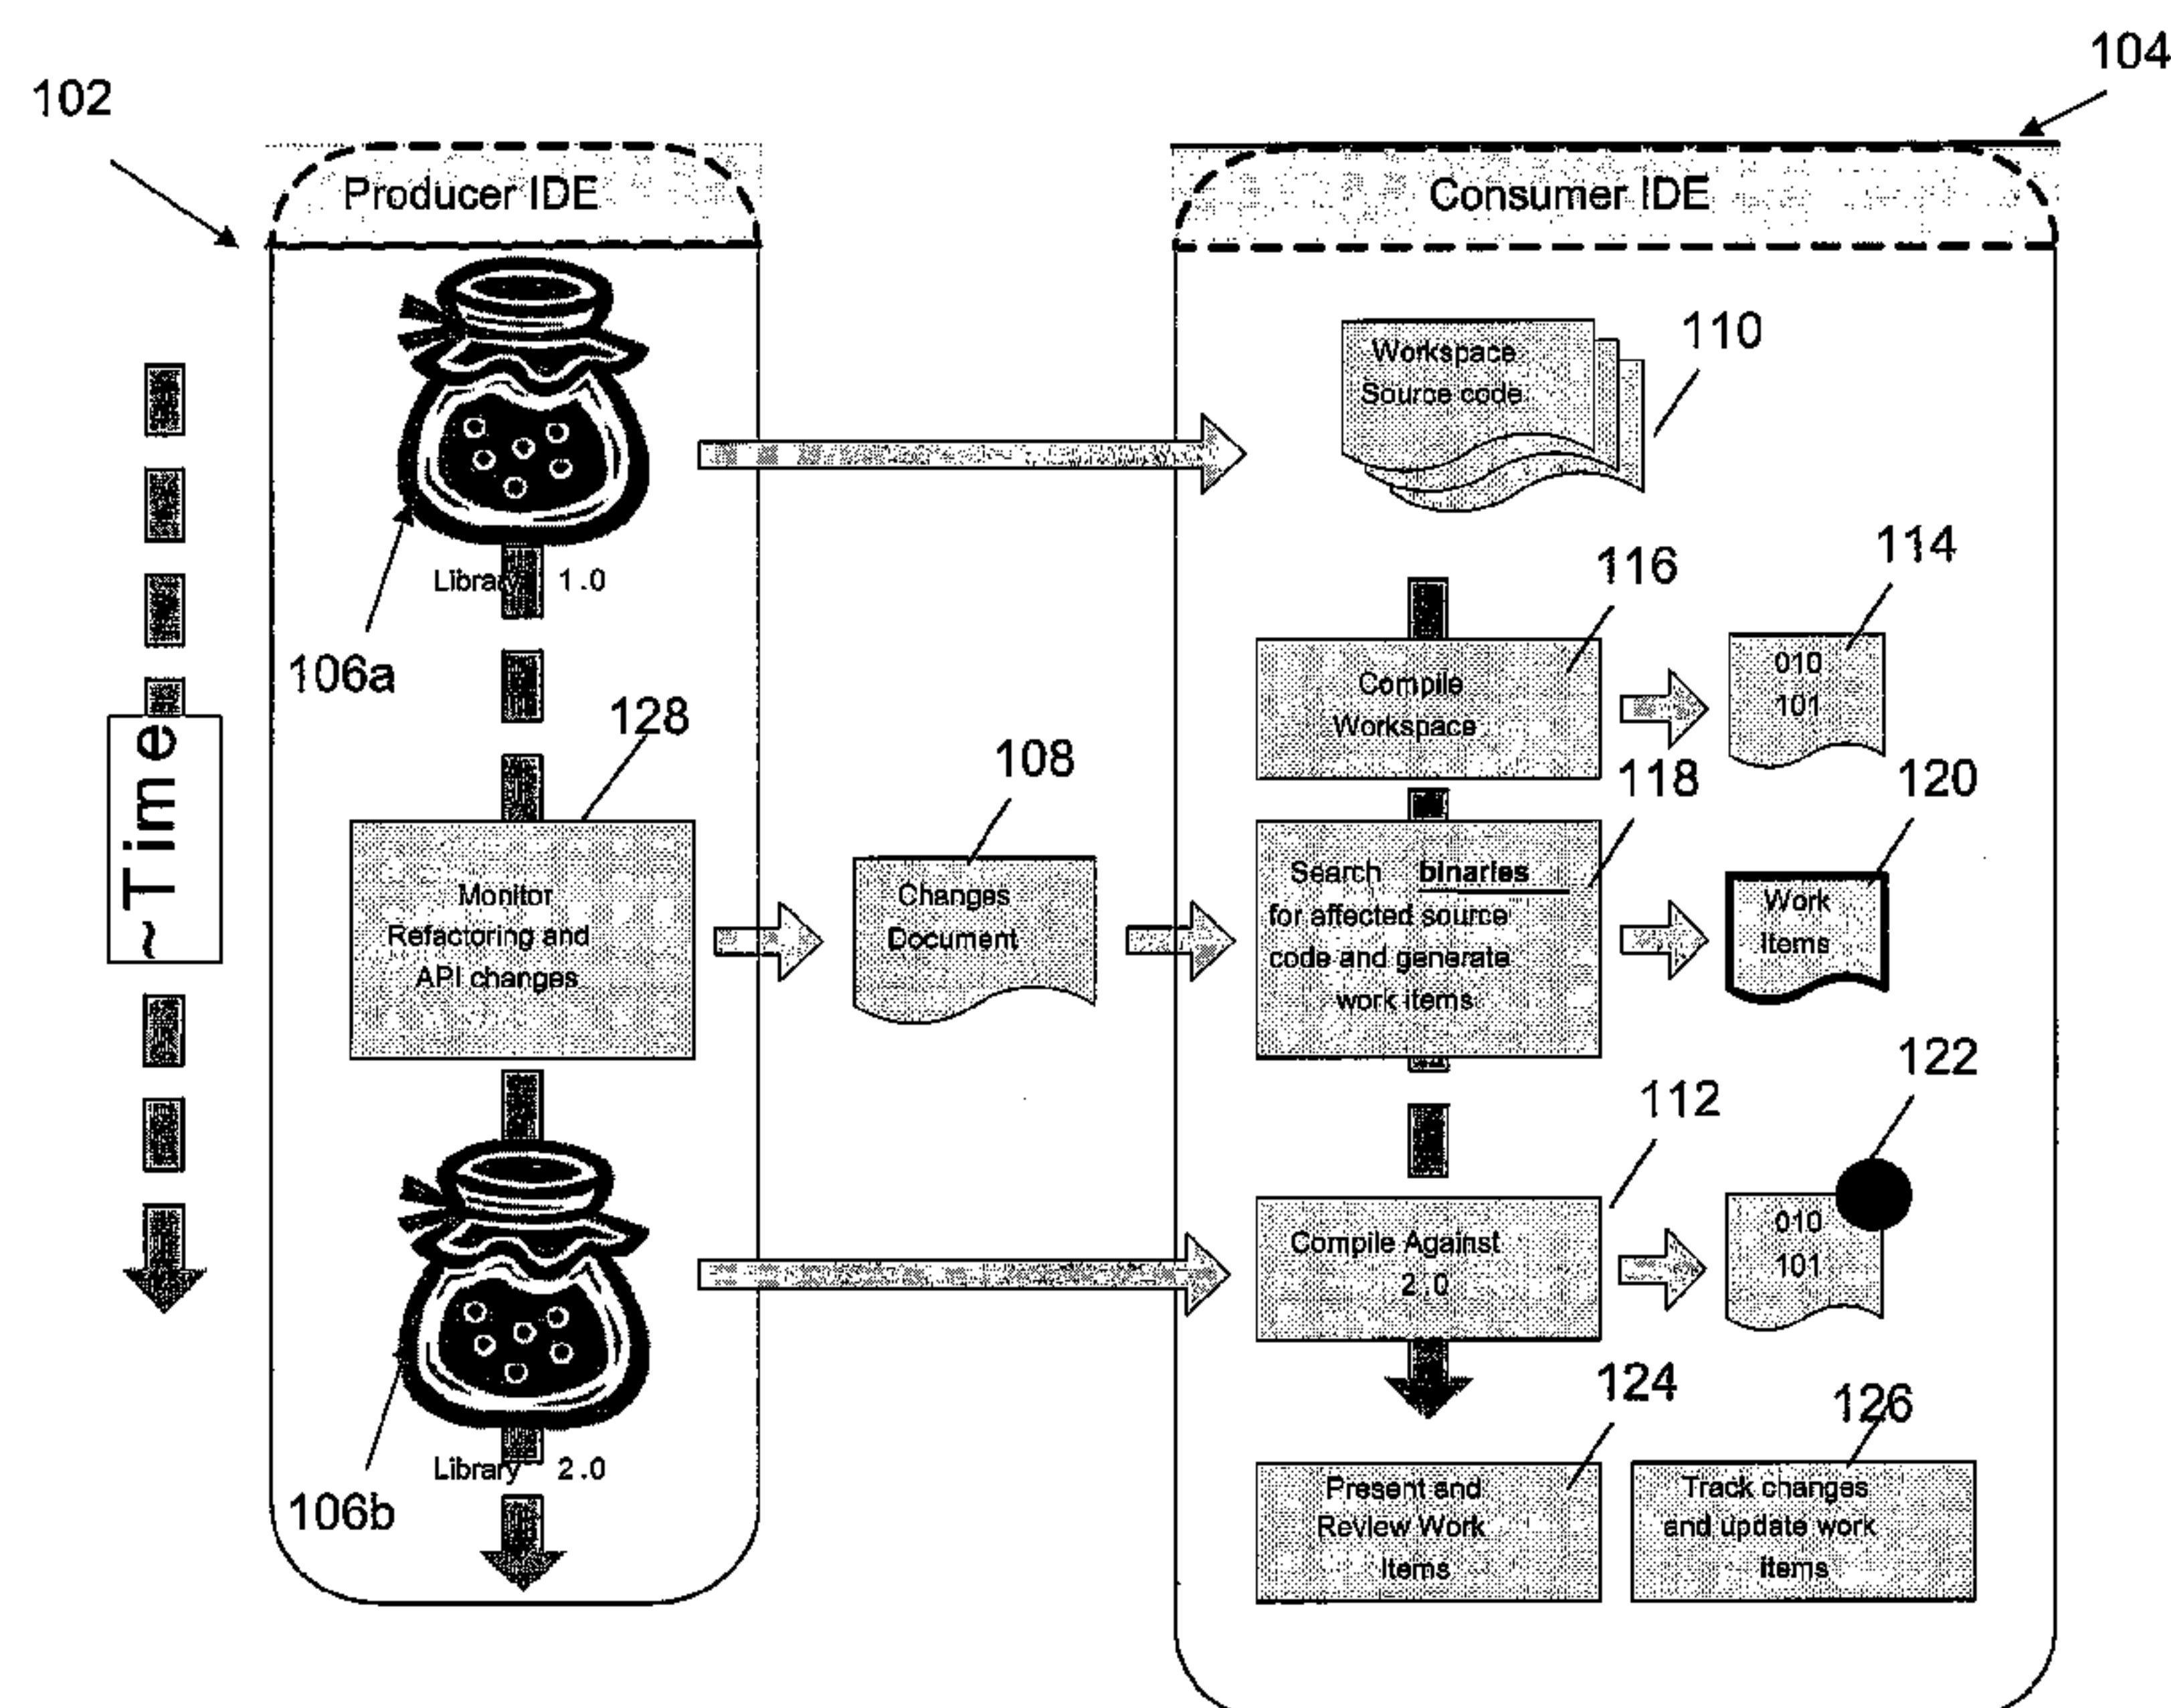 104
102
Producer IDE
Consumer IDE
110
Workspace
Source code
114
116
Library 1.0
106a
010
101
Compile
Workspace
128
108
118
120
~Time
Monitor
Refactoring and
API changes
Changes
Document
Search binaries
for affected source
code and generate
work items
Work
Items
122
112
010
101
Compile Against
2.0
124
126
Library 2.0
106b
Present and
Review Work
Items
Track changes
and update work
items